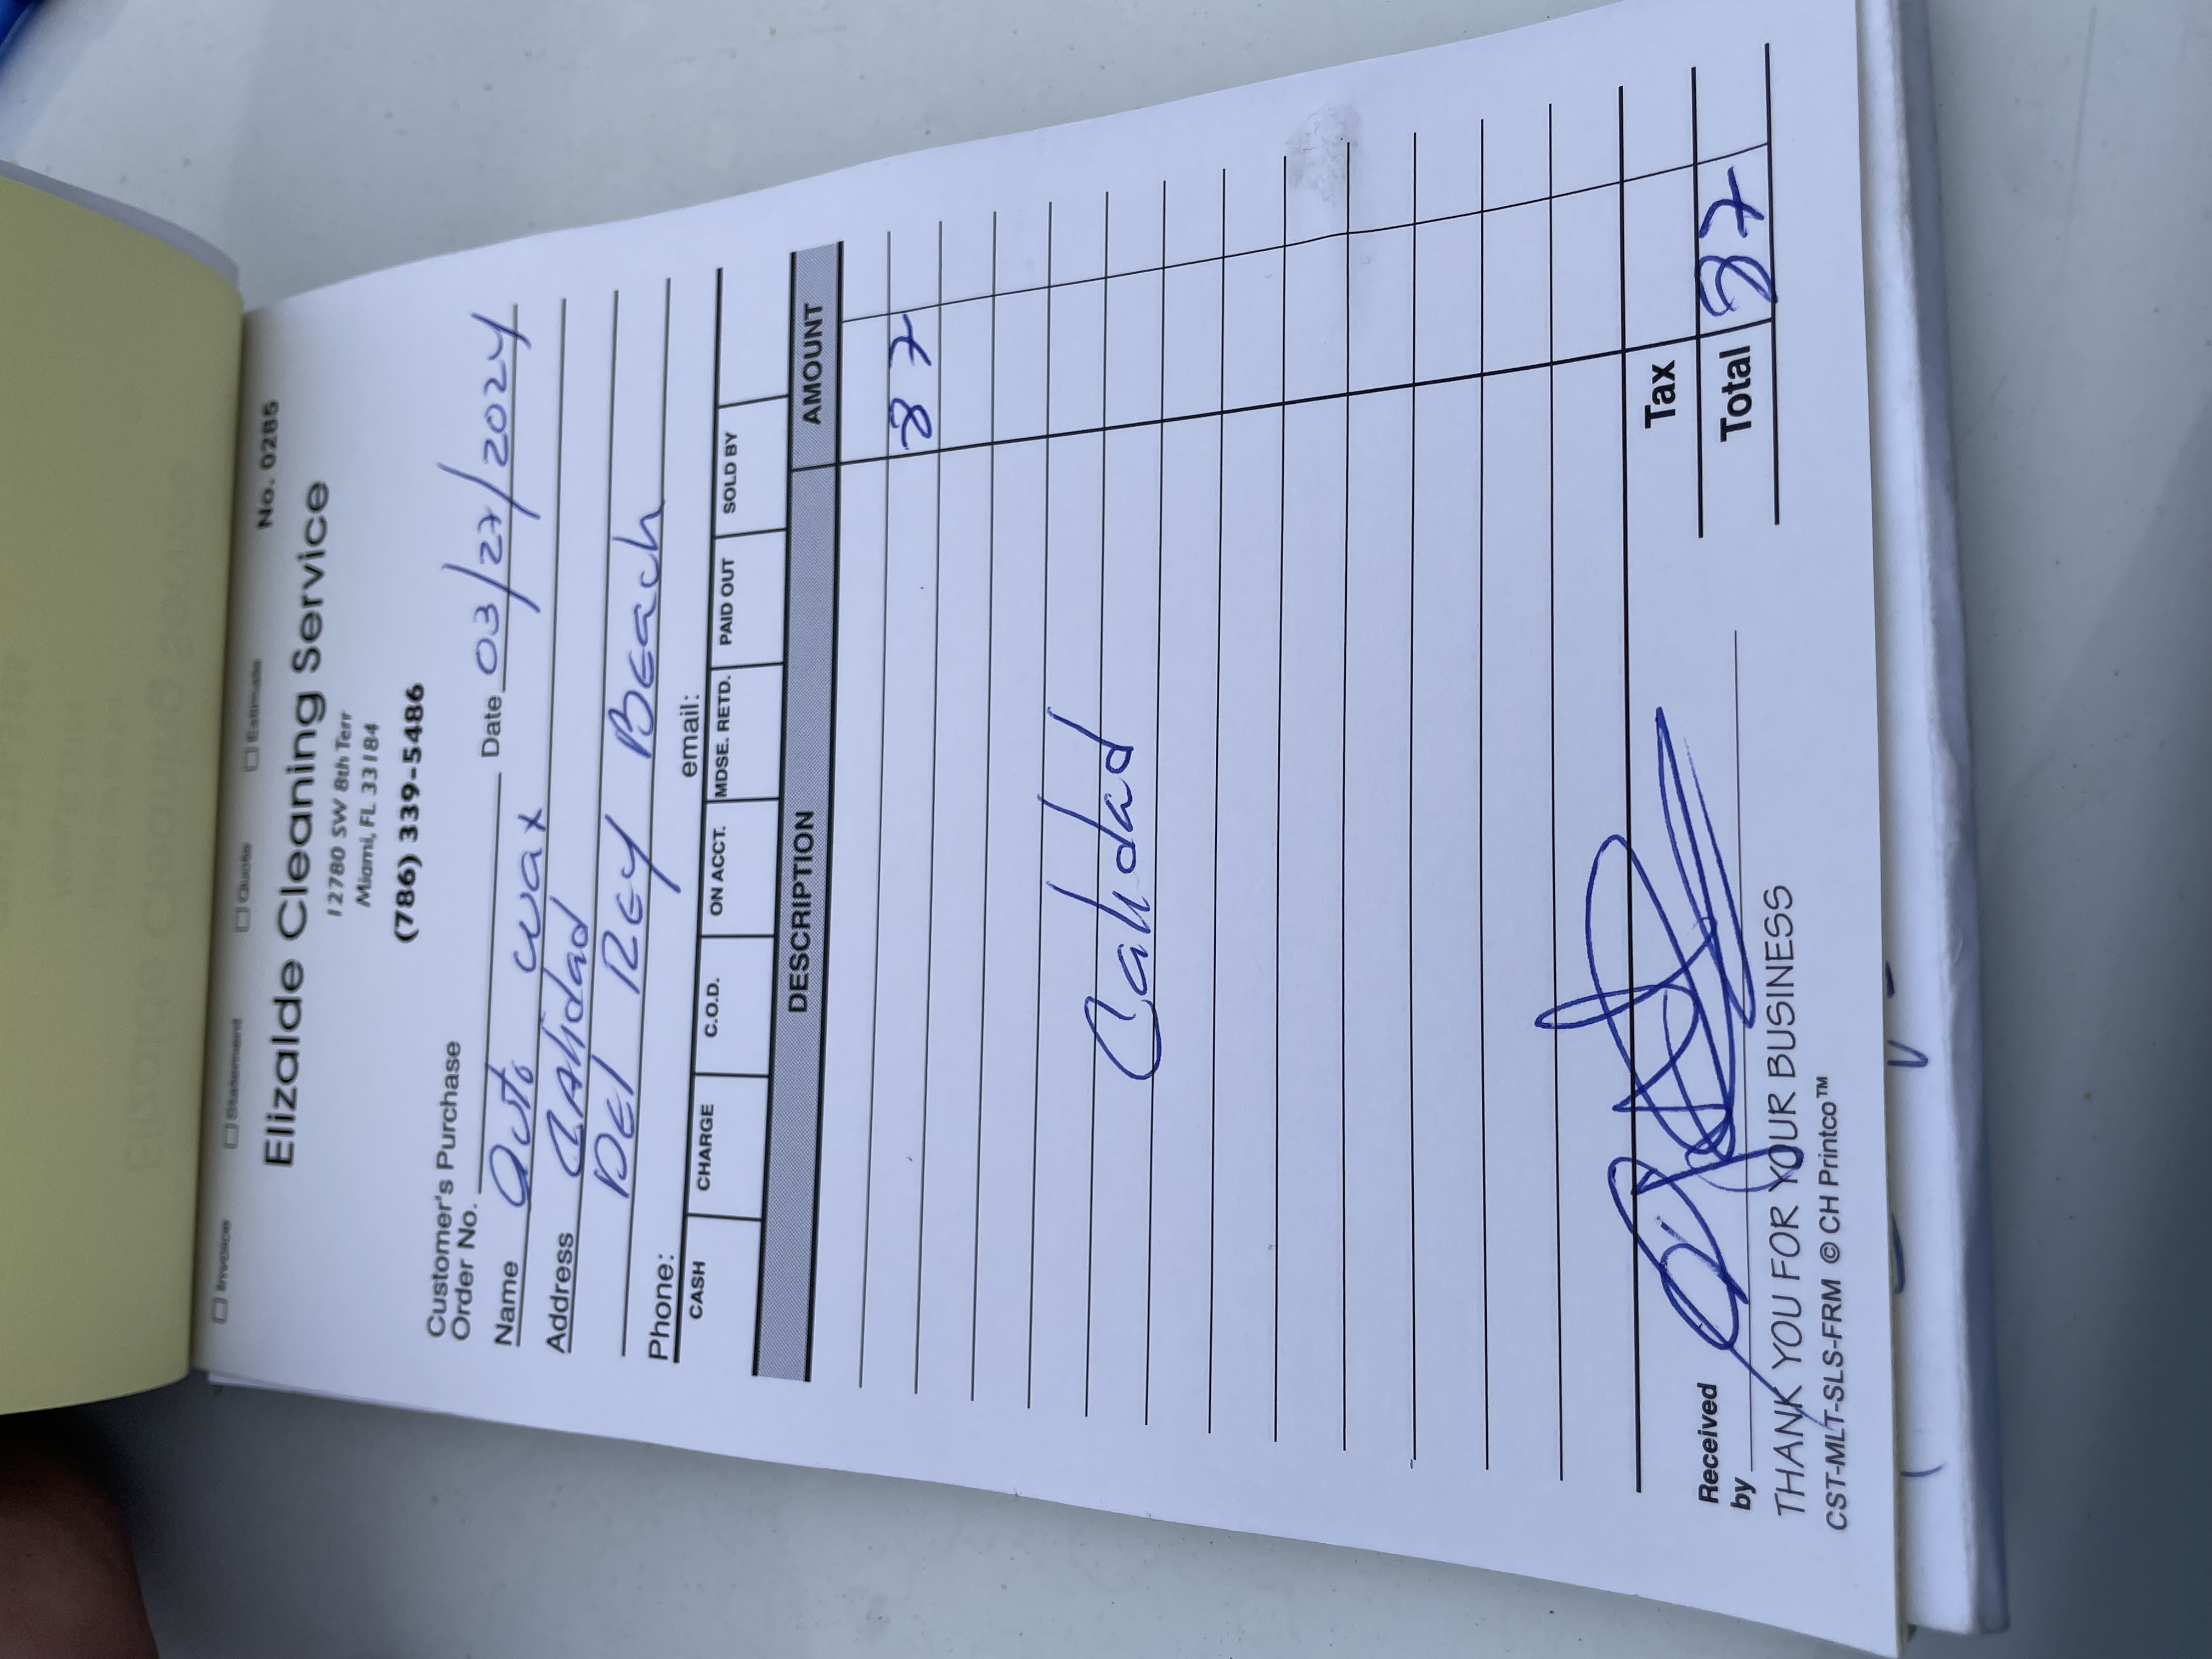 ☐ Invoice ☐ Statement ☐ Quote ☐ Estimate
No. 0285
Elizalde Cleaning Service
12780 SW 8th Terr
Miami, FL 33184
(786) 339-5486
Customer's Purchase
Order No. Date 03/27/2024
Name Auto wax
Address Calidad
Del Rey Beach
Phone: email:
CASH CHARGE C.O.D. ON ACCT. MDSE. RETD. PAID OUT SOLD BY
DESCRIPTION AMOUNT
87
Calidad
Tax
Received
by Total 87
THANK YOU FOR YOUR BUSINESS
CST-MLT-SLS-FRM © CH Printco™